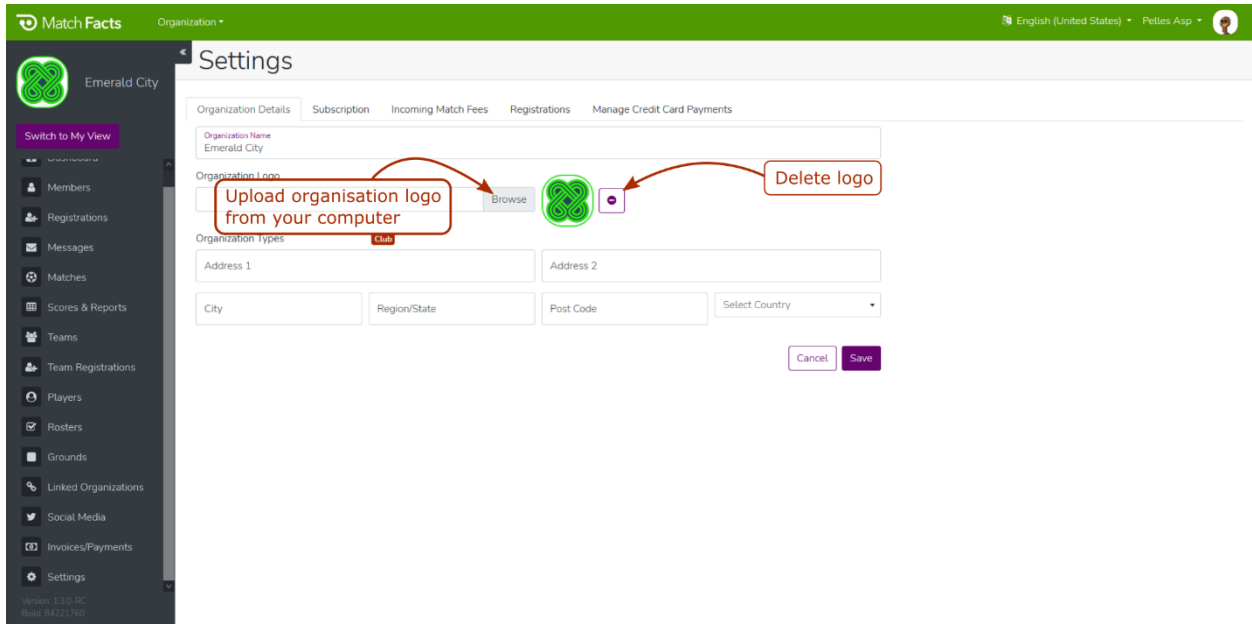 Match Facts
Organization
English (United States)
Pelles Asp
Emerald City
Switch to My View
Dashboard
Members
Registrations
Messages
Matches
Scores & Reports
Teams
Team Registrations
Players
Rosters
Grounds
Linked Organizations
Social Media
Invoices/Payments
Settings
Version: 1.3.0-RC
Build: 84221760
Settings
Organization Details
Subscription
Incoming Match Fees
Registrations
Manage Credit Card Payments
Organization Name
Emerald City
Organization Logo
Upload organisation logo
from your computer
Browse
Delete logo
Organization Types
Club
Address 1
Address 2
City
Region/State
Post Code
Select Country
Cancel
Save